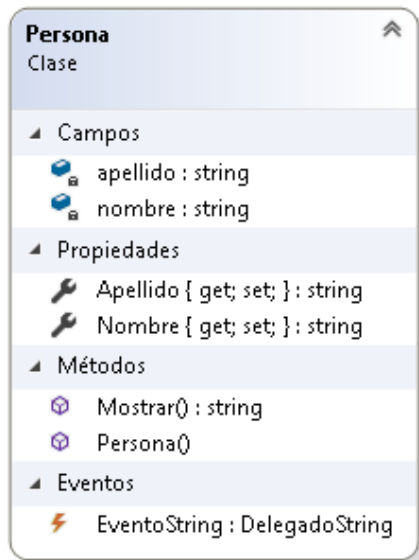 Persona
Clase
Campos
apellido : string
nombre : string
Propiedades
Apellido { get; set; } : string
Nombre { get; set; } : string
Métodos
Mostrar() : string
Persona()
Eventos
EventoString : DelegadoString